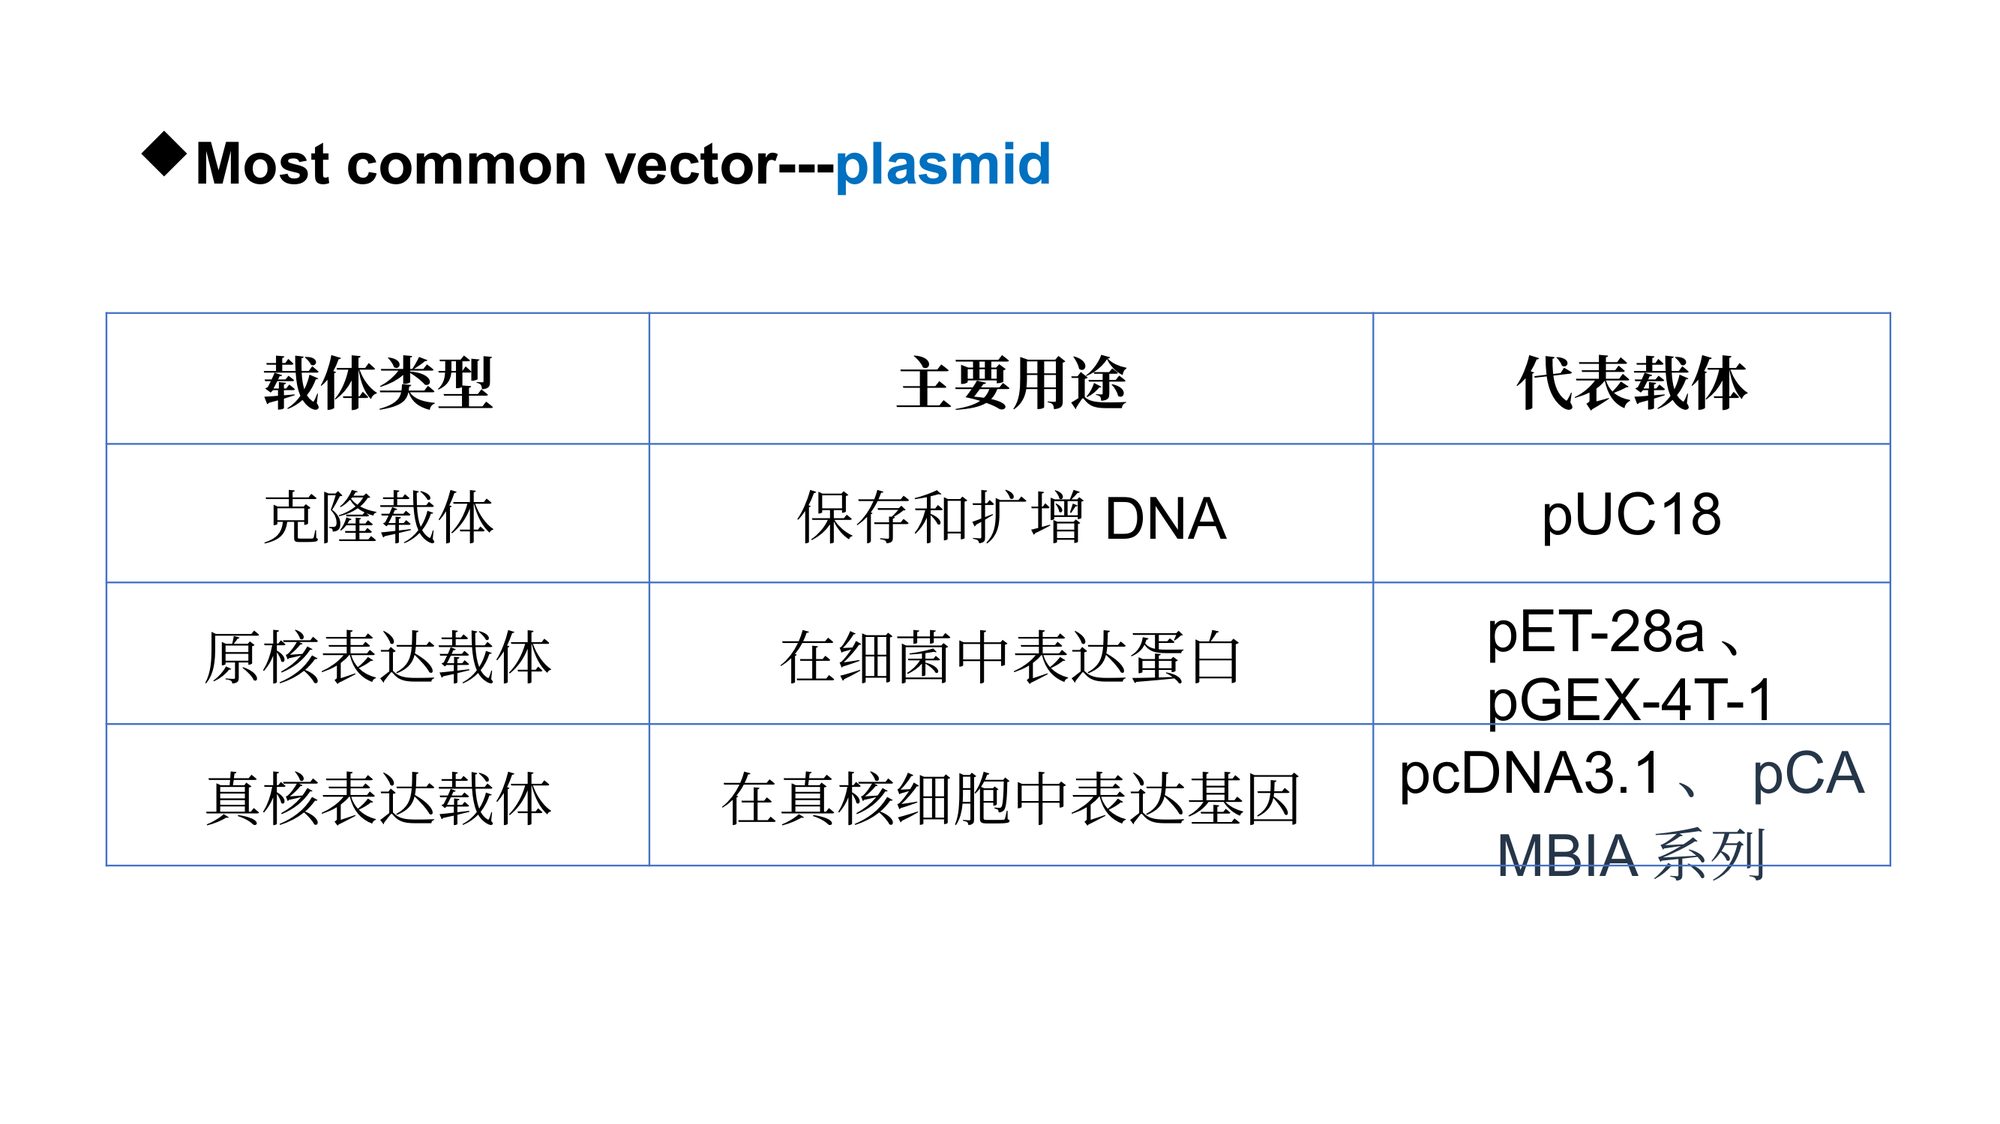 ◆Most common vector---plasmid
载体类型 主要用途 代表载体
克隆载体 保存和扩增 DNA pUC18
原核表达载体 在细菌中表达蛋白 pET-28a 、
pGEX-4T-1
真核表达载体 在真核细胞中表达基因 pcDNA3.1 、 pCA
MBIA 系列